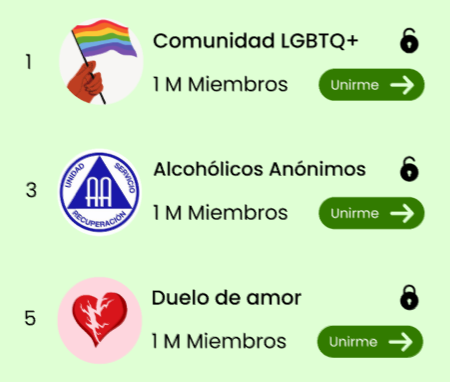 1
Comunidad LGBTQ+
1 M Miembros
Unirme
3
UNIDAD
SERVICIO
AA
RECUPERACIÓN
Alcohólicos Anónimos
1 M Miembros
Unirme
5
Duelo de amor
1 M Miembros
Unirme